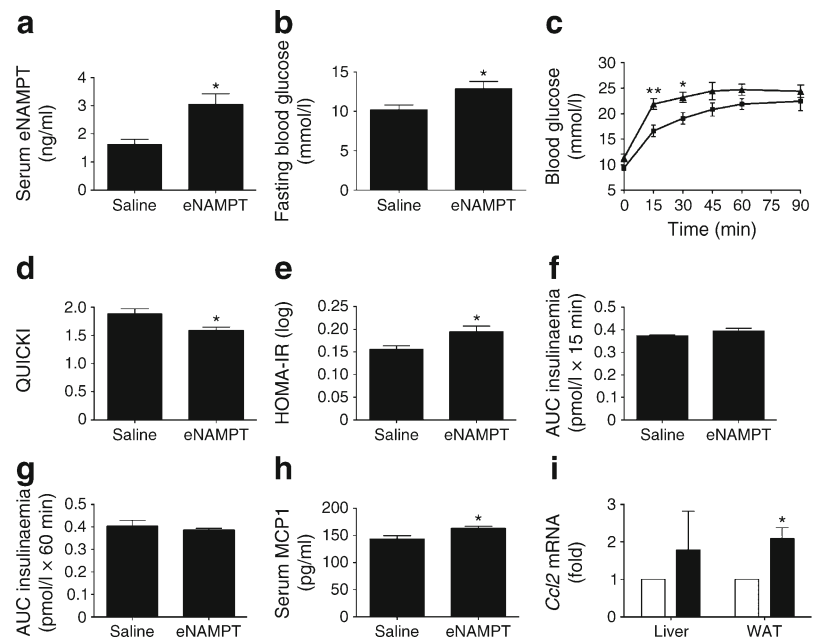 a
Serum eNAMPT
(ng/ml)
4
3
2
1
0
*
Saline
eNAMPT
b
Fasting blood glucose
(mmol/l)
15
10
5
0
*
Saline
eNAMPT
c
Blood glucose
(mmol/l)
30
25
20
15
10
5
**
*
0 15 30 45 60 75 90
Time (min)
d
QUICKI
2.0
1.5
1.0
0.5
0
*
Saline
eNAMPT
e
HOMA-IR (log)
0.25
0.20
0.15
0.10
0.05
0
*
Saline
eNAMPT
f
AUC insulinaemia
(pmol/l × 15 min)
0.5
0.4
0.3
0.2
0.1
0
Saline
eNAMPT
g
AUC insulinaemia
(pmol/l × 60 min)
0.5
0.4
0.3
0.2
0.1
0
Saline
eNAMPT
h
Serum MCP1
(pg/ml)
200
150
100
50
0
*
Saline
eNAMPT
i
Ccl2 mRNA
(fold)
3
2
1
0
*
Liver
WAT